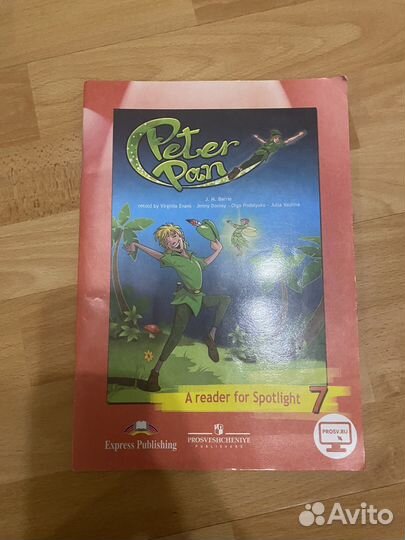 Peter
Pan
J. M. Barrie
retold by Virginia Evans - Jenny Dooley - Olga Podolyako - Julia Vaulina
A reader for Spotlight 7
PROSV.RU
Express Publishing
PROSVESHCHENIYE
PUBLISHERS
Avito